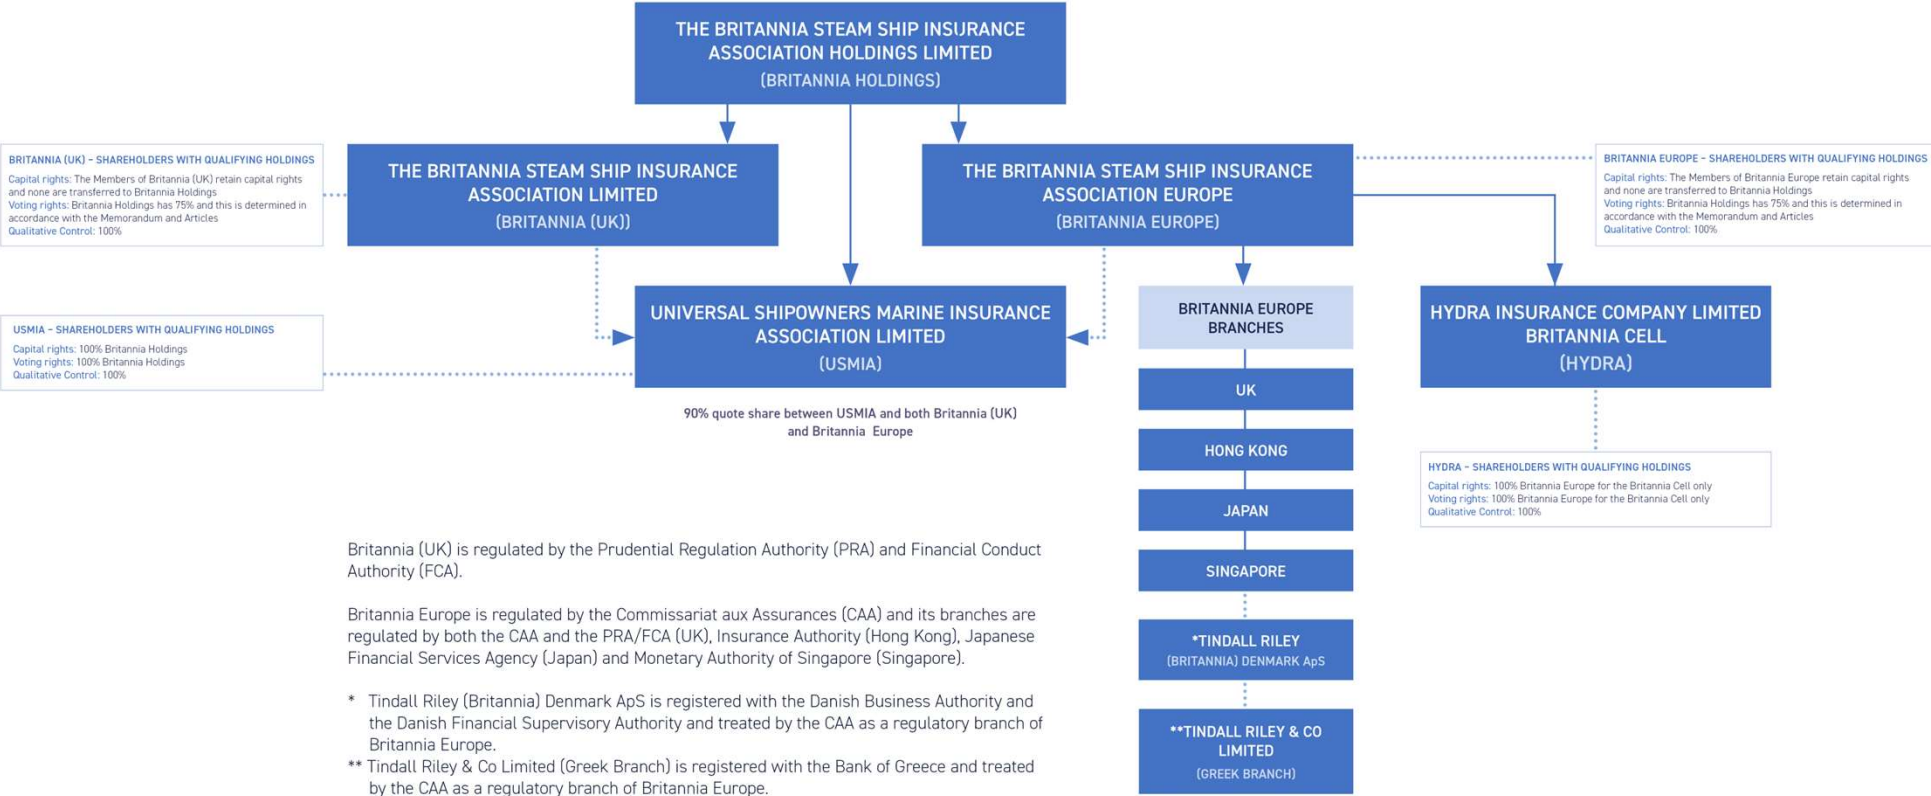 THE BRITANNIA STEAM SHIP INSURANCE
ASSOCIATION HOLDINGS LIMITED
(BRITANNIA HOLDINGS)
BRITANNIA (UK) – SHAREHOLDERS WITH QUALIFYING HOLDINGS
Capital rights: The Members of Britannia (UK) retain capital rights
and none are transferred to Britannia Holdings
Voting rights: Britannia Holdings has 75% and this is determined in
accordance with the Memorandum and Articles
Qualitative Control: 100%
THE BRITANNIA STEAM SHIP INSURANCE
ASSOCIATION LIMITED
(BRITANNIA (UK))
THE BRITANNIA STEAM SHIP INSURANCE
ASSOCIATION EUROPE
(BRITANNIA EUROPE)
BRITANNIA EUROPE – SHAREHOLDERS WITH QUALIFYING HOLDINGS
Capital rights: The Members of Britannia Europe retain capital rights
and none are transferred to Britannia Holdings
Voting rights: Britannia Holdings has 75% and this is determined in
accordance with the Memorandum and Articles
Qualitative Control: 100%
USMIA – SHAREHOLDERS WITH QUALIFYING HOLDINGS
Capital rights: 100% Britannia Holdings
Voting rights: 100% Britannia Holdings
Qualitative Control: 100%
UNIVERSAL SHIPOWNERS MARINE INSURANCE
ASSOCIATION LIMITED
(USMIA)
90% quote share between USMIA and both Britannia (UK)
and Britannia Europe
BRITANNIA EUROPE
BRANCHES
UK
HONG KONG
JAPAN
SINGAPORE
*TINDALL RILEY
(BRITANNIA) DENMARK ApS
**TINDALL RILEY & CO
LIMITED
(GREEK BRANCH)
HYDRA INSURANCE COMPANY LIMITED
BRITANNIA CELL
(HYDRA)
HYDRA – SHAREHOLDERS WITH QUALIFYING HOLDINGS
Capital rights: 100% Britannia Europe for the Britannia Cell only
Voting rights: 100% Britannia Europe for the Britannia Cell only
Qualitative Control: 100%
Britannia (UK) is regulated by the Prudential Regulation Authority (PRA) and Financial Conduct
Authority (FCA).
Britannia Europe is regulated by the Commissariat aux Assurances (CAA) and its branches are
regulated by both the CAA and the PRA/FCA (UK), Insurance Authority (Hong Kong), Japanese
Financial Services Agency (Japan) and Monetary Authority of Singapore (Singapore).
* Tindall Riley (Britannia) Denmark ApS is registered with the Danish Business Authority and
the Danish Financial Supervisory Authority and treated by the CAA as a regulatory branch of
Britannia Europe.
** Tindall Riley & Co Limited (Greek Branch) is registered with the Bank of Greece and treated
by the CAA as a regulatory branch of Britannia Europe.